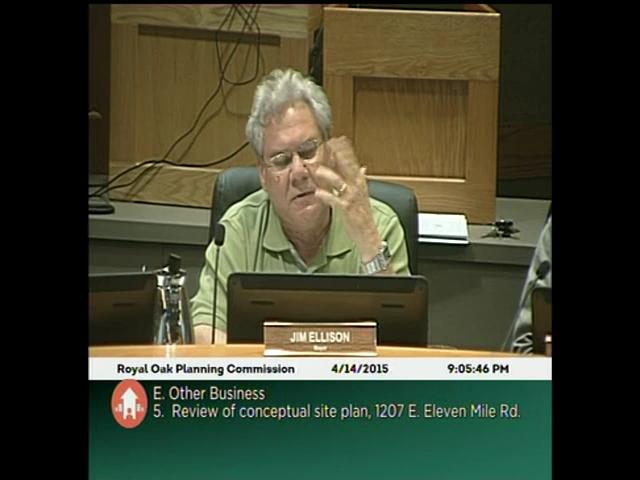 JIM ELLISON
Mayor
Royal Oak Planning Commission 4/14/2015 9:05:46 PM
E. Other Business
5. Review of conceptual site plan, 1207 E. Eleven Mile Rd.